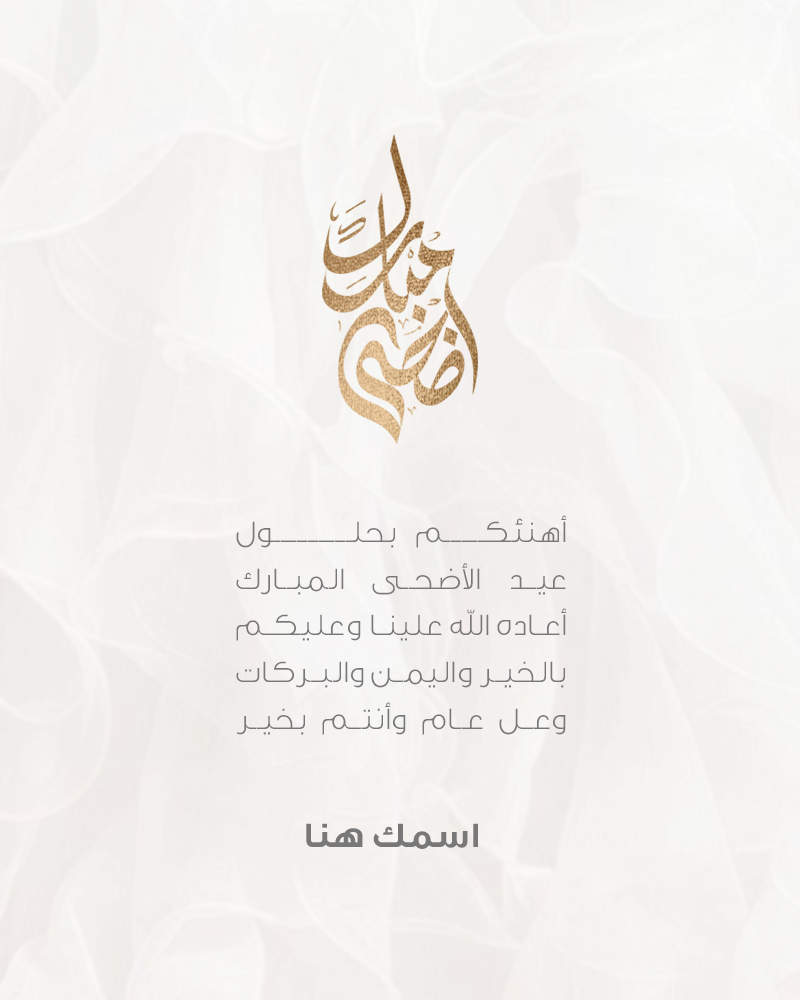 أضحى مبارك
أهنئكم بحلول
عيد الأضحى المبارك
أعاده الله علينا وعليكم
بالخير واليمن والبركات
وعل عام وأنتم بخير
اسمك هنا